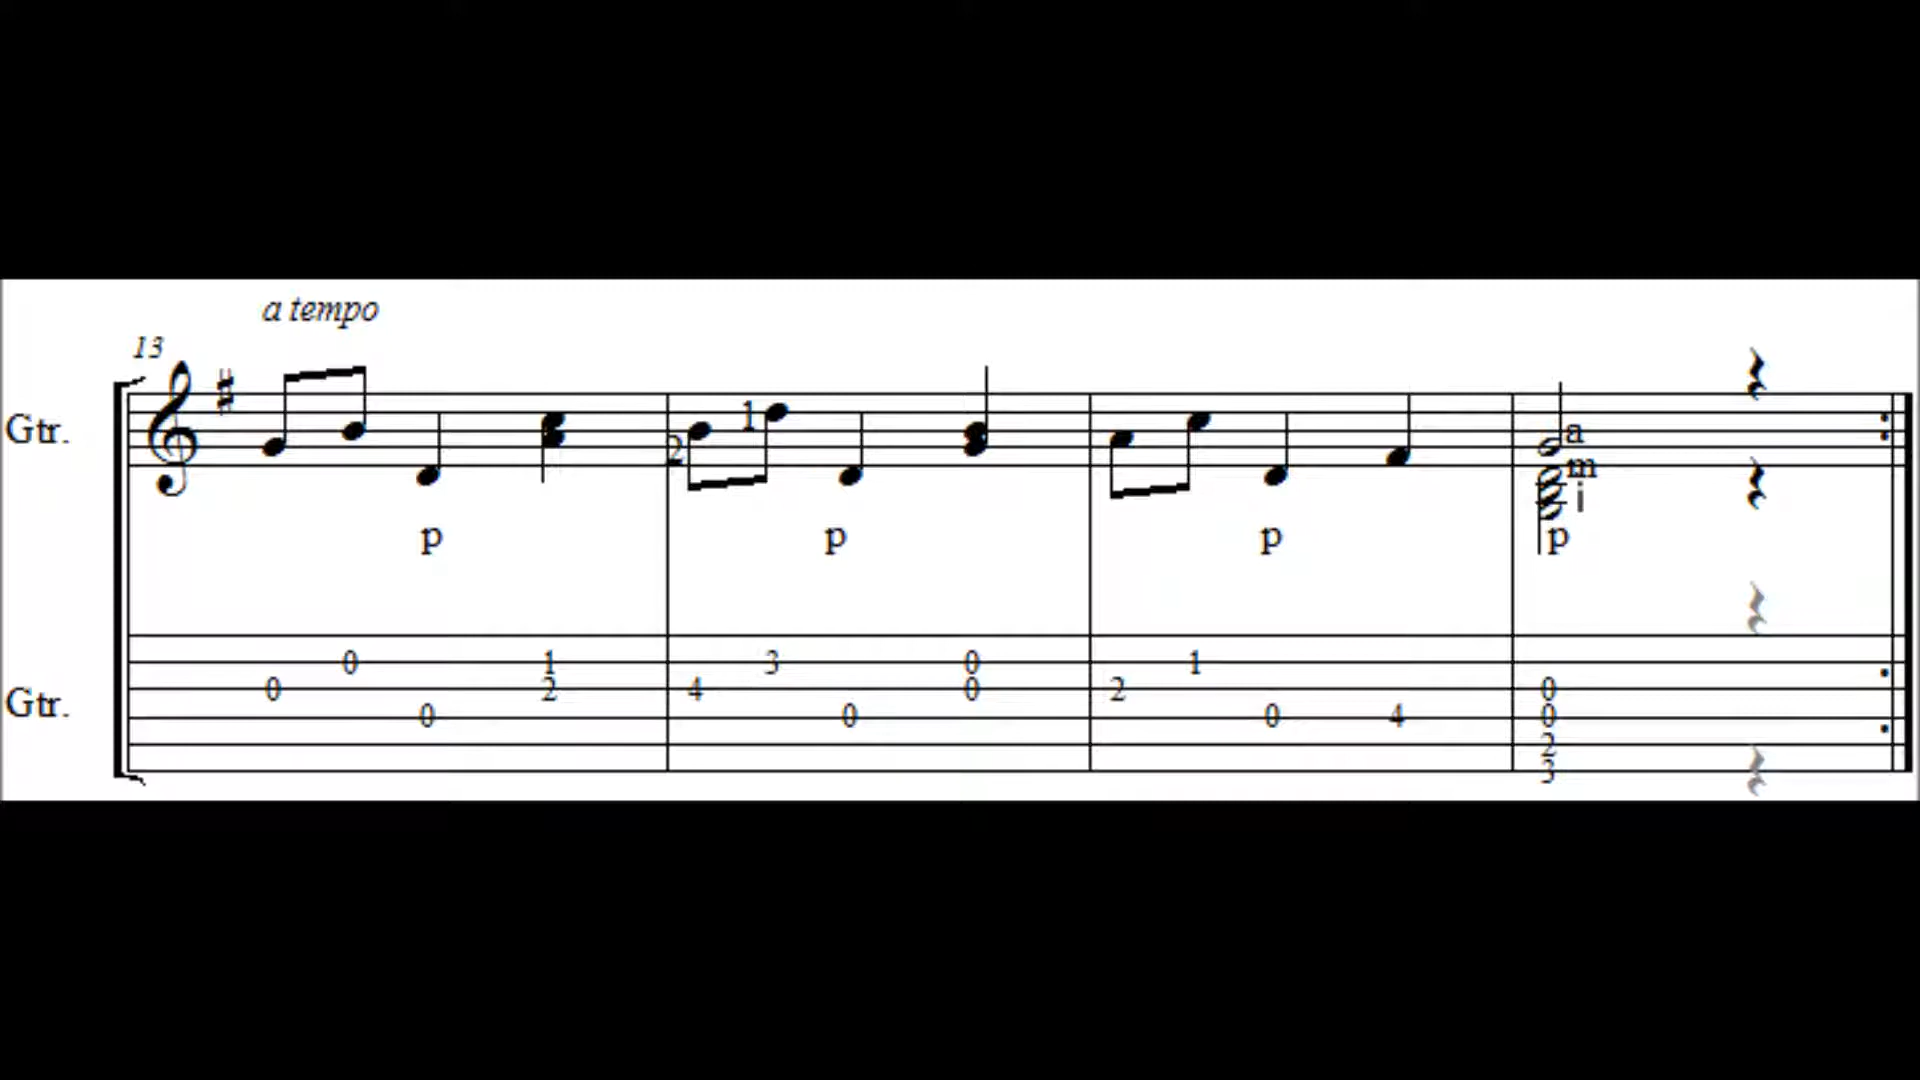 a tempo
13
Gtr.
1
2
a
m
i
p p p p
0 1 3 0 1
0 2 4 0 2 0
0 0 0 4 0
2
3
Gtr.